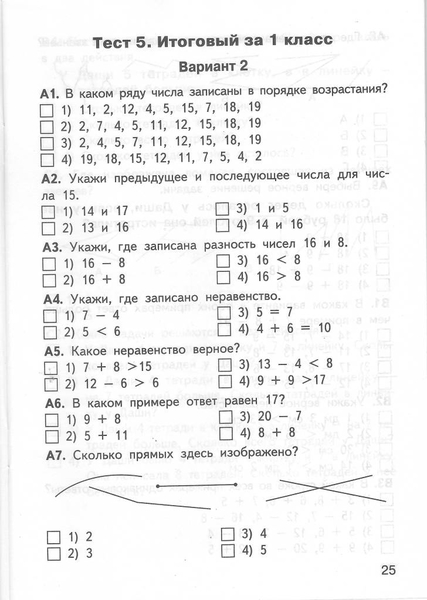 Тест 5. Итоговый за 1 класс
Вариант 2
А1. В каком ряду числа записаны в порядке возрастания?
1) 11, 2, 12, 4, 5, 15, 7, 18, 19
2) 2, 7, 4, 5, 11, 12, 15, 18, 19
3) 2, 4, 5, 7, 11, 12, 15, 18, 19
4) 19, 18, 15, 12, 11, 7, 5, 4, 2
А2. Укажи предыдущее и последующее числа для чис-
ла 15.
1) 14 и 17 3) 1 и 5
2) 13 и 16 4) 14 и 16
А3. Укажи, где записана разность чисел 16 и 8.
1) 16 − 8 3) 16 < 8
2) 16 + 8 4) 16 > 8
А4. Укажи, где записано неравенство.
1) 7 − 4 3) 5 = 7
2) 5 < 6 4) 4 + 6 = 10
А5. Какое неравенство верное?
1) 7 + 8 >15 3) 13 − 4 < 8
2) 12 − 6 > 6 4) 9 + 9 >17
А6. В каком примере ответ равен 17?
1) 9 + 8 3) 20 − 7
2) 5 + 11 4) 8 + 8
А7. Сколько прямых здесь изображено?
1) 2 3) 4
2) 3 4) 5
25